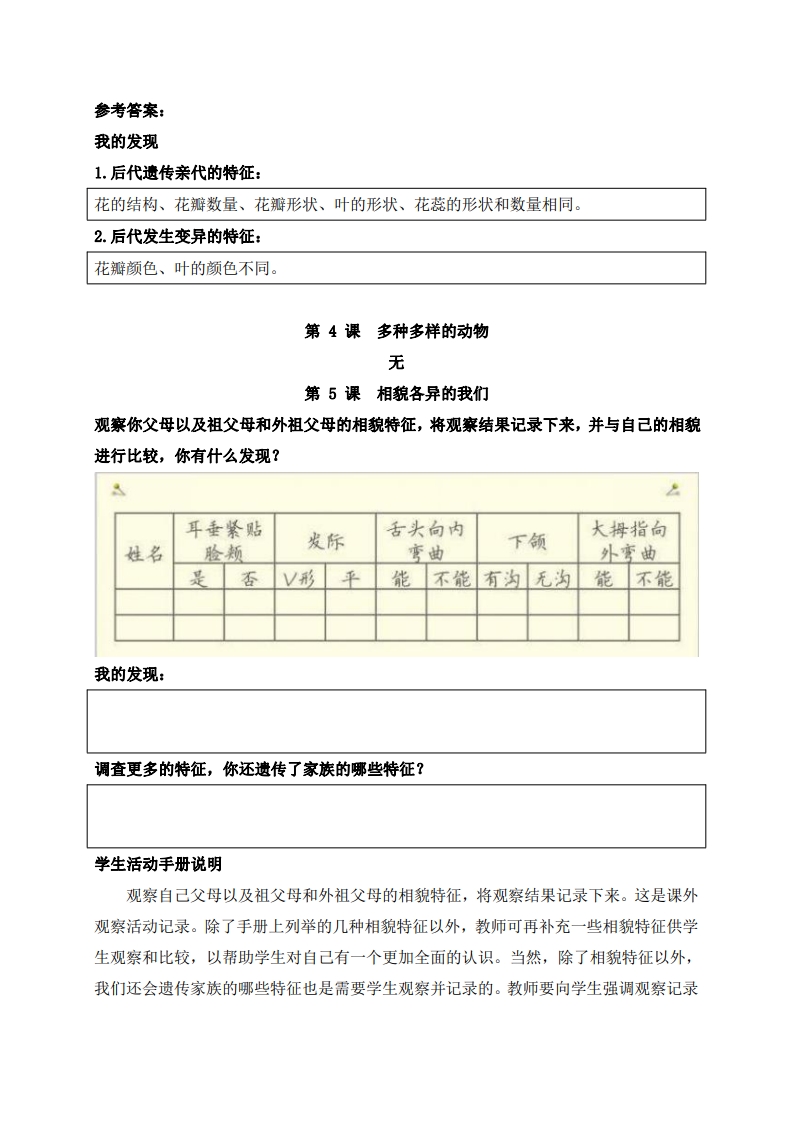 参考答案：
我的发现
1.后代遗传亲代的特征：
花的结构、花瓣数量、花瓣形状、叶的形状、花蕊的形状和数量相同。
2.后代发生变异的特征：
花瓣颜色、叶的颜色不同。
第 4 课 多种多样的动物
无
第 5 课 相貌各异的我们
观察你父母以及祖父母和外祖父母的相貌特征，将观察结果记录下来，并与自己的相貌
进行比较，你有什么发现？
姓名 耳垂紧贴脸颊 发际 舌头向内弯曲 下颌 大拇指向外弯曲
是 否 V形 平 能 不能 有沟 无沟 能 不能
我的发现：
调查更多的特征，你还遗传了家族的哪些特征？
学生活动手册说明
观察自己父母以及祖父母和外祖父母的相貌特征，将观察结果记录下来。这是课外
观察活动记录。除了手册上列举的几种相貌特征以外，教师可再补充一些相貌特征供学
生观察和比较，以帮助学生对自己有一个更加全面的认识。当然，除了相貌特征以外，
我们还会遗传家族的哪些特征也是需要学生观察并记录的。教师要向学生强调观察记录